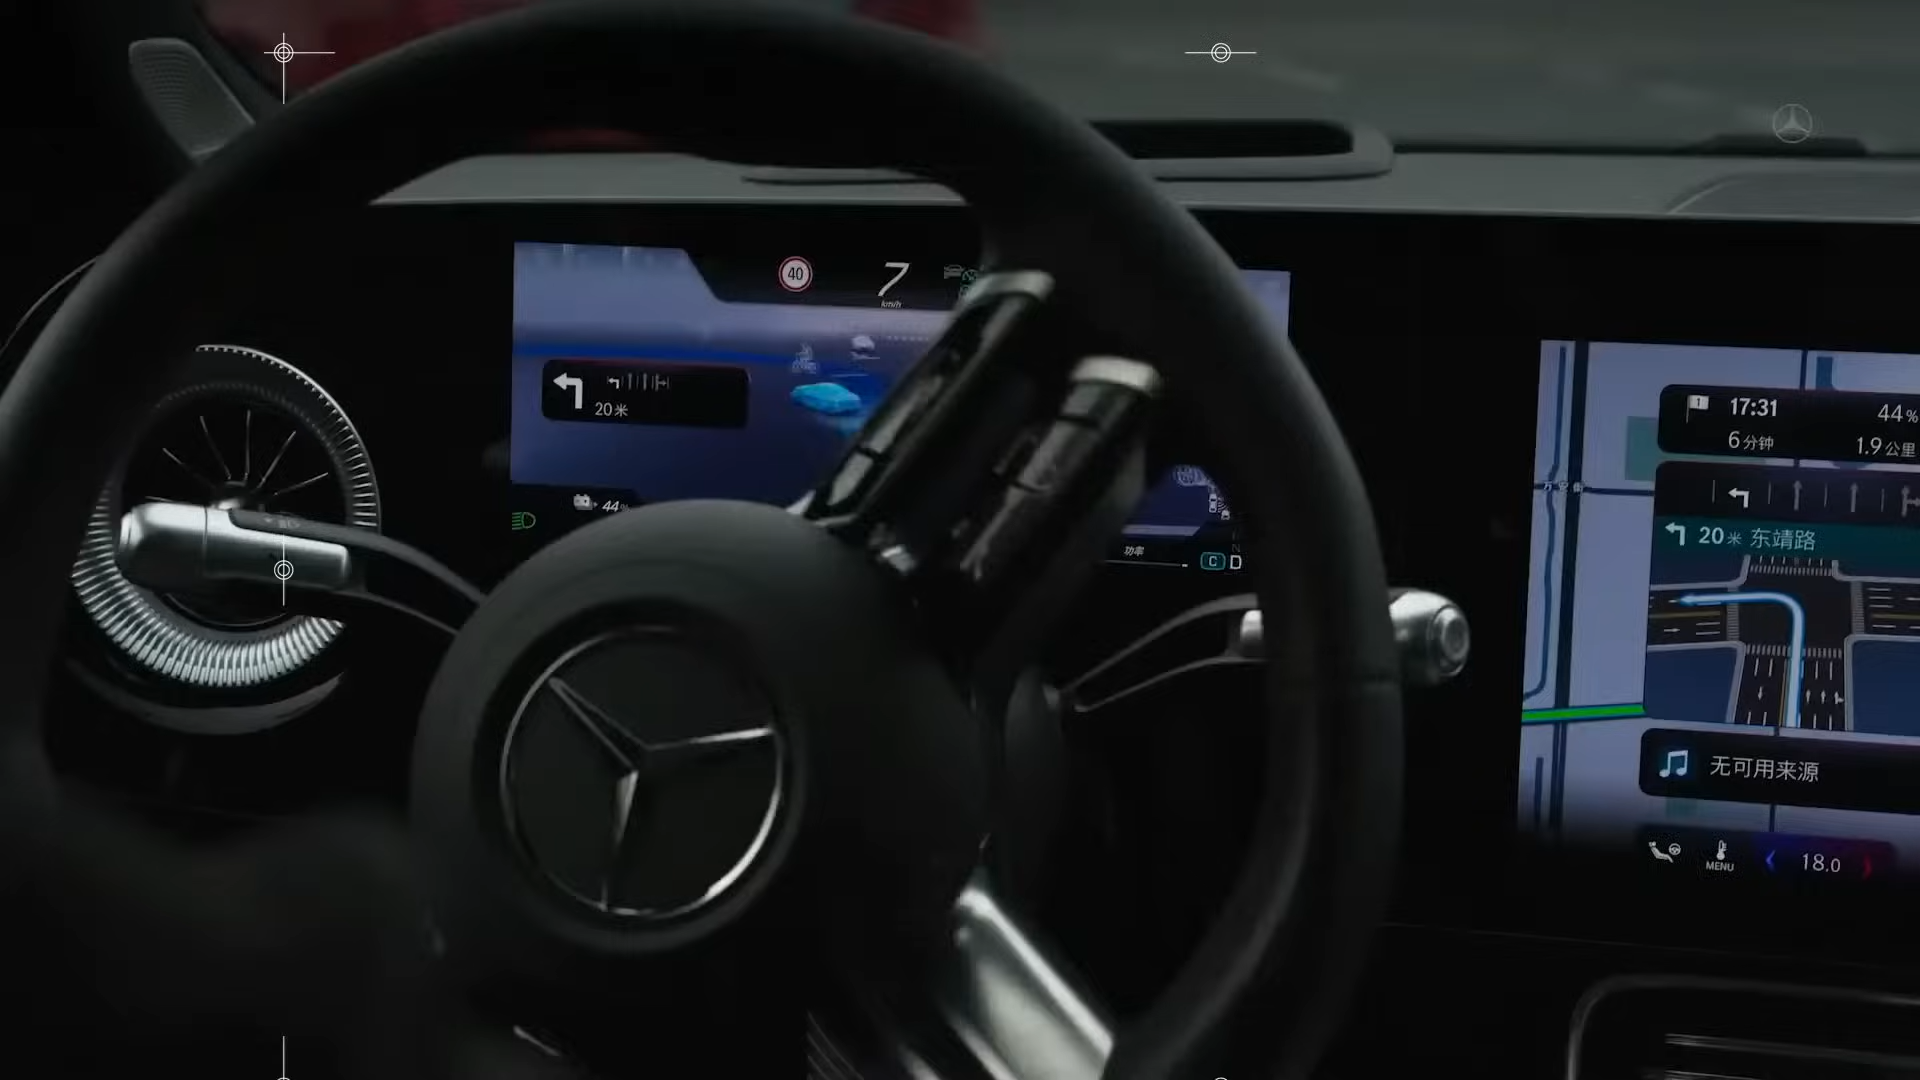 40
7
km/h
20米
44%
功率
C D
1 17:31 44%
6分钟 1.9公里
20米 东靖路
无可用来源
MENU 18.0